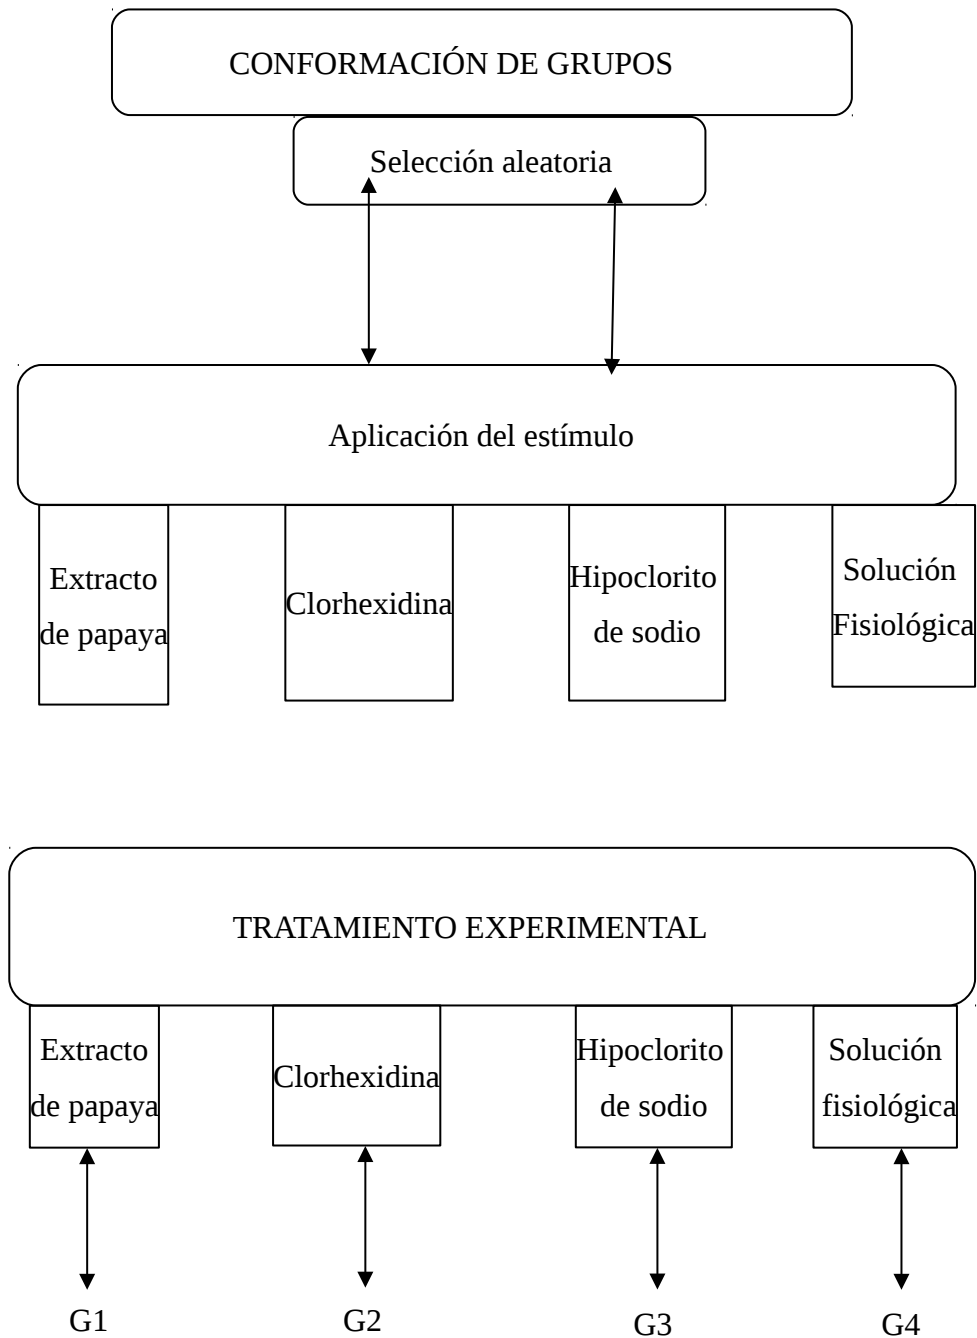 CONFORMACIÓN DE GRUPOS
Selección aleatoria
Aplicación del estímulo
Extracto
de papaya
Clorhexidina
Hipoclorito
de sodio
Solución
Fisiológica
TRATAMIENTO EXPERIMENTAL
Extracto
de papaya
Clorhexidina
Hipoclorito
de sodio
Solución
fisiológica
G1
G2
G3
G4